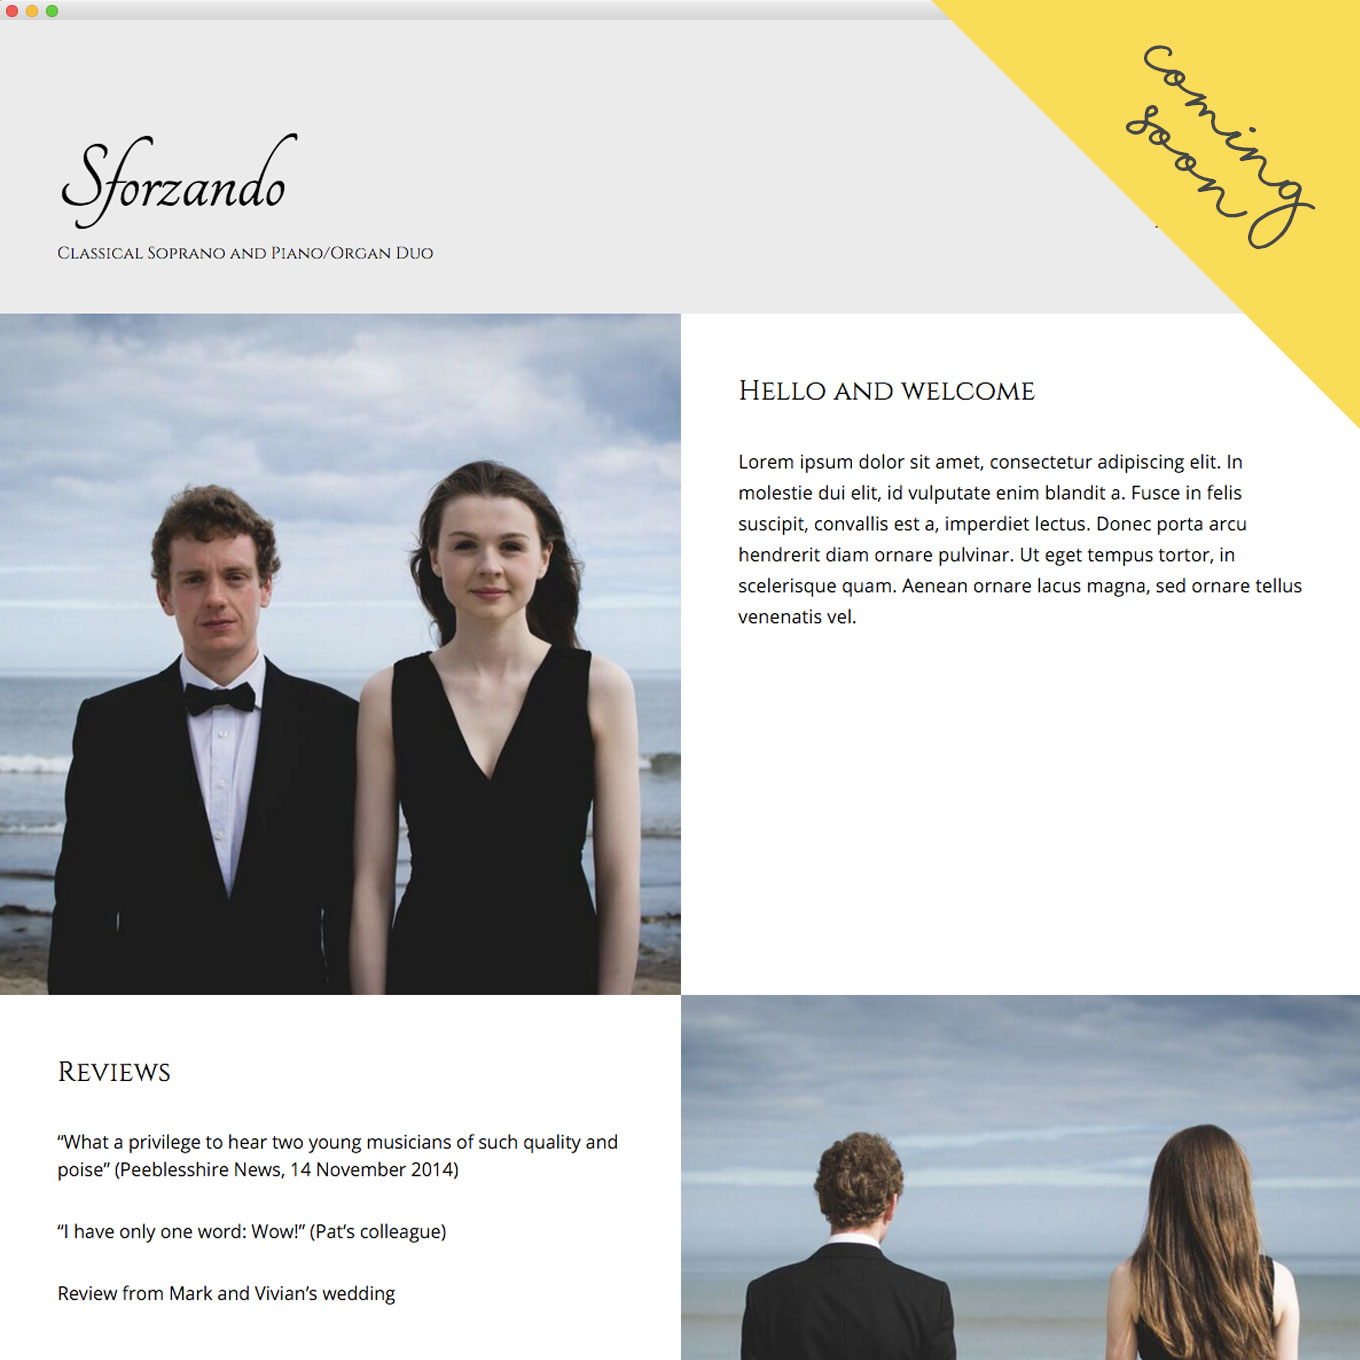 coming
soon
Sforzando
Classical Soprano and Piano/Organ Duo
Hello and welcome
Lorem ipsum dolor sit amet, consectetur adipiscing elit. In
molestie dui elit, id vulputate enim blandit a. Fusce in felis
suscipit, convallis est a, imperdiet lectus. Donec porta arcu
hendrerit diam ornare pulvinar. Ut eget tempus tortor, in
scelerisque quam. Aenean ornare lacus magna, sed ornare tellus
venenatis vel.
Reviews
“What a privilege to hear two young musicians of such quality and
poise” (Peeblesshire News, 14 November 2014)
“I have only one word: Wow!” (Pat’s colleague)
Review from Mark and Vivian’s wedding